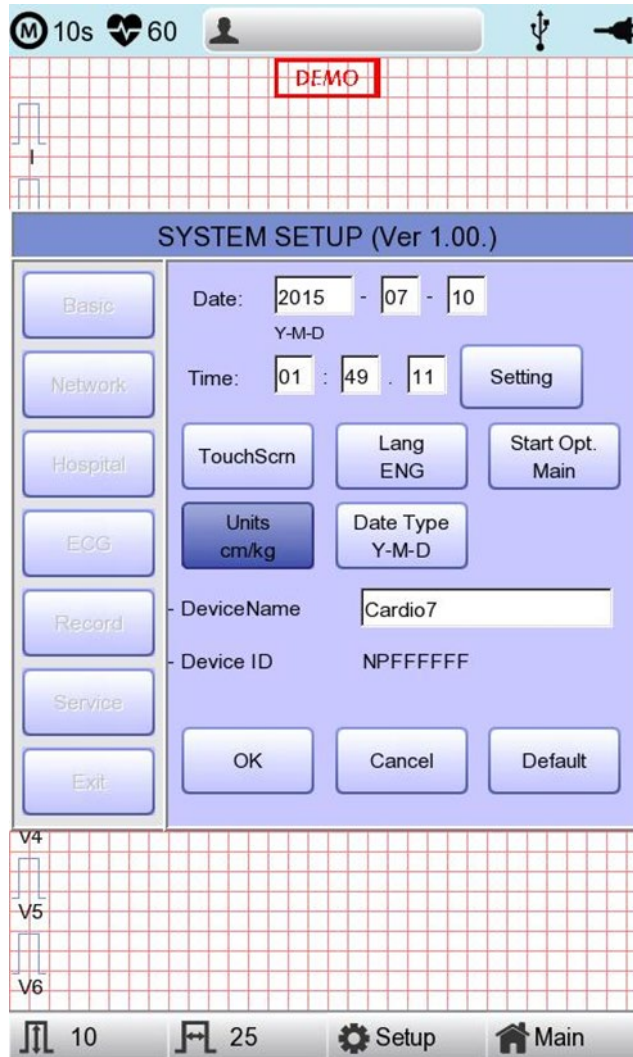 M 10s 60
DEMO
I
SYSTEM SETUP (Ver 1.00.)
Basic
Network
Hospital
ECG
Record
Service
Exit
Date: 2015 - 07 - 10
Y-M-D
Time: 01 : 49 . 11 Setting
TouchScrn
Lang
ENG
Start Opt.
Main
Units
cm/kg
Date Type
Y-M-D
- DeviceName Cardio7
- Device ID NPFFFFFF
OK Cancel Default
V4
V5
V6
10 25 Setup Main